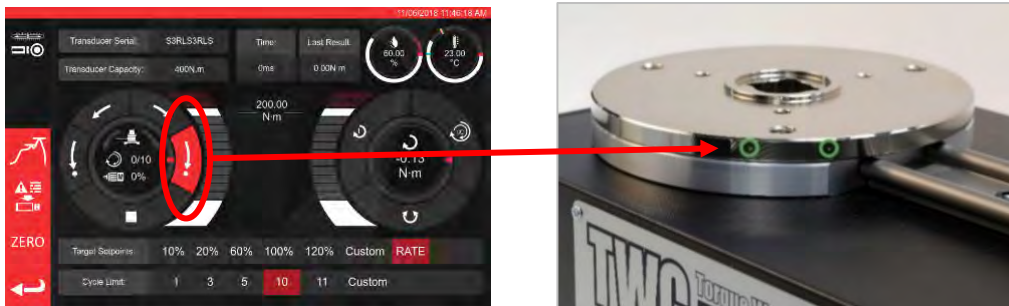 11/06/2018 11:46:18 AM
Transducer Serial: S3RLS3RLS Time: Last Result:
60.00
%
23.00
°C
Transducer Capacity: 400N.m 0ms 0.00N m
200.00
N·m
0/10
0%
-0.13
N·m
ZERO
Target Setpoints: 10% 20% 60% 100% 120% Custom RATE
Cycle Limit: 1 3 5 10 11 Custom
TWC
Torque